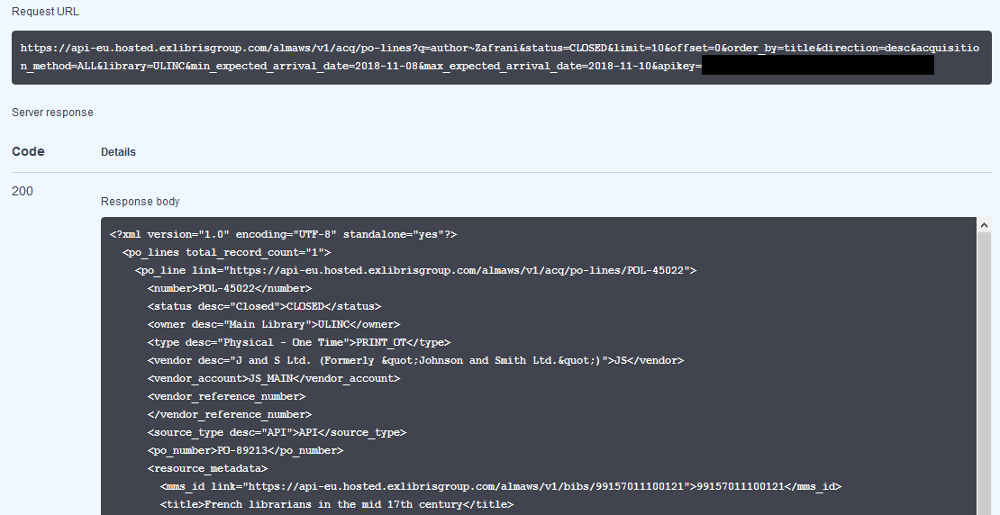 Request URL
https://api-eu.hosted.exlibrisgroup.com/almaws/v1/acq/po-lines?q=author~Zafrani&status=CLOSED&limit=10&offset=0&order_by=title&direction=desc&acquisitio
n_method=ALL&library=ULINC&min_expected_arrival_date=2018-11-08&max_expected_arrival_date=2018-11-10&apikey=
Server response
Code Details
200
Response body
<?xml version="1.0" encoding="UTF-8" standalone="yes"?>
<po_lines total_record_count="1">
<po_line link="https://api-eu.hosted.exlibrisgroup.com/almaws/v1/acq/po-lines/POL-45022">
<number>POL-45022</number>
<status desc="Closed">CLOSED</status>
<owner desc="Main Library">ULINC</owner>
<type desc="Physical - One Time">PRINT_OT</type>
<vendor desc="J and S Ltd. (Formerly &quot;Johnson and Smith Ltd.&quot;)">JS</vendor>
<vendor_account>JS_MAIN</vendor_account>
<vendor_reference_number>
</vendor_reference_number>
<source_type desc="API">API</source_type>
<po_number>PO-89213</po_number>
<resource_metadata>
<mms_id link="https://api-eu.hosted.exlibrisgroup.com/almaws/v1/bibs/99157011100121">99157011100121</mms_id>
<title>French librarians in the mid 17th century</title>